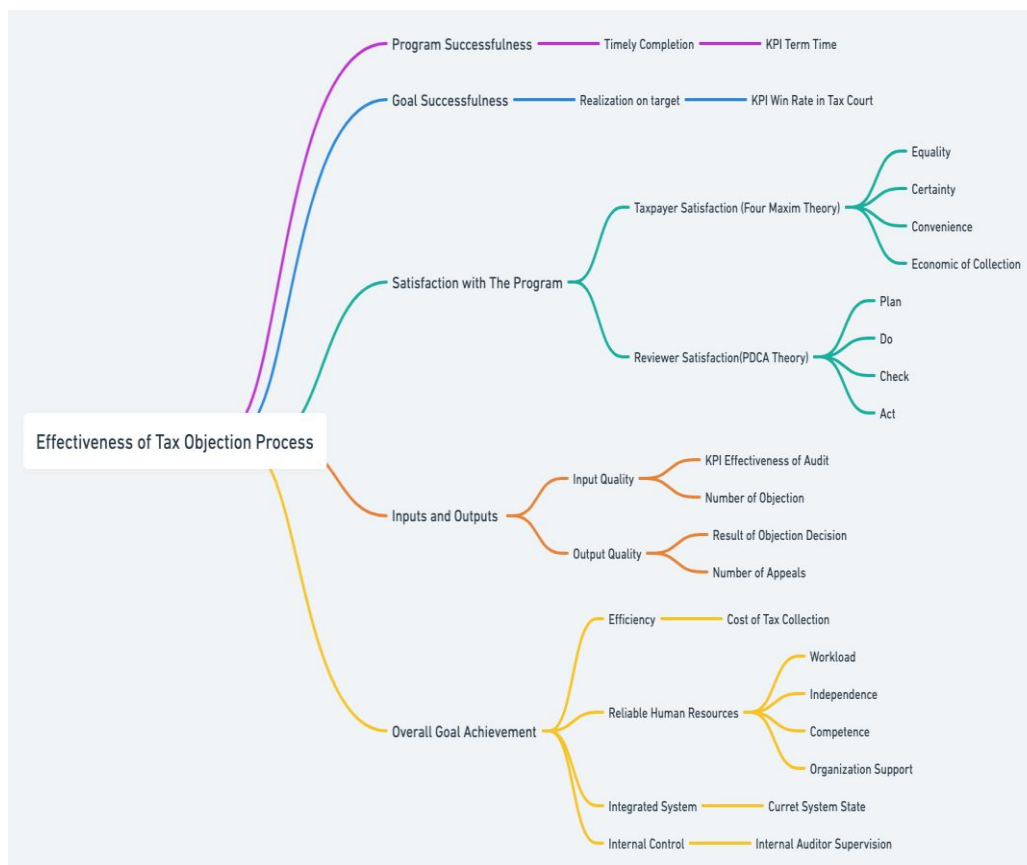 Program Successfulness
Timely Completion
KPI Term Time
Goal Successfulness
Realization on target
KPI Win Rate in Tax Court
Equality
Taxpayer Satisfaction (Four Maxim Theory)
Certainty
Convenience
Economic of Collection
Satisfaction with The Program
Plan
Reviewer Satisfaction(PDCA Theory)
Do
Check
Act
Effectiveness of Tax Objection Process
KPI Effectiveness of Audit
Input Quality
Number of Objection
Inputs and Outputs
Result of Objection Decision
Output Quality
Number of Appeals
Efficiency
Cost of Tax Collection
Workload
Independence
Reliable Human Resources
Competence
Overall Goal Achievement
Organization Support
Integrated System
Curret System State
Internal Control
Internal Auditor Supervision